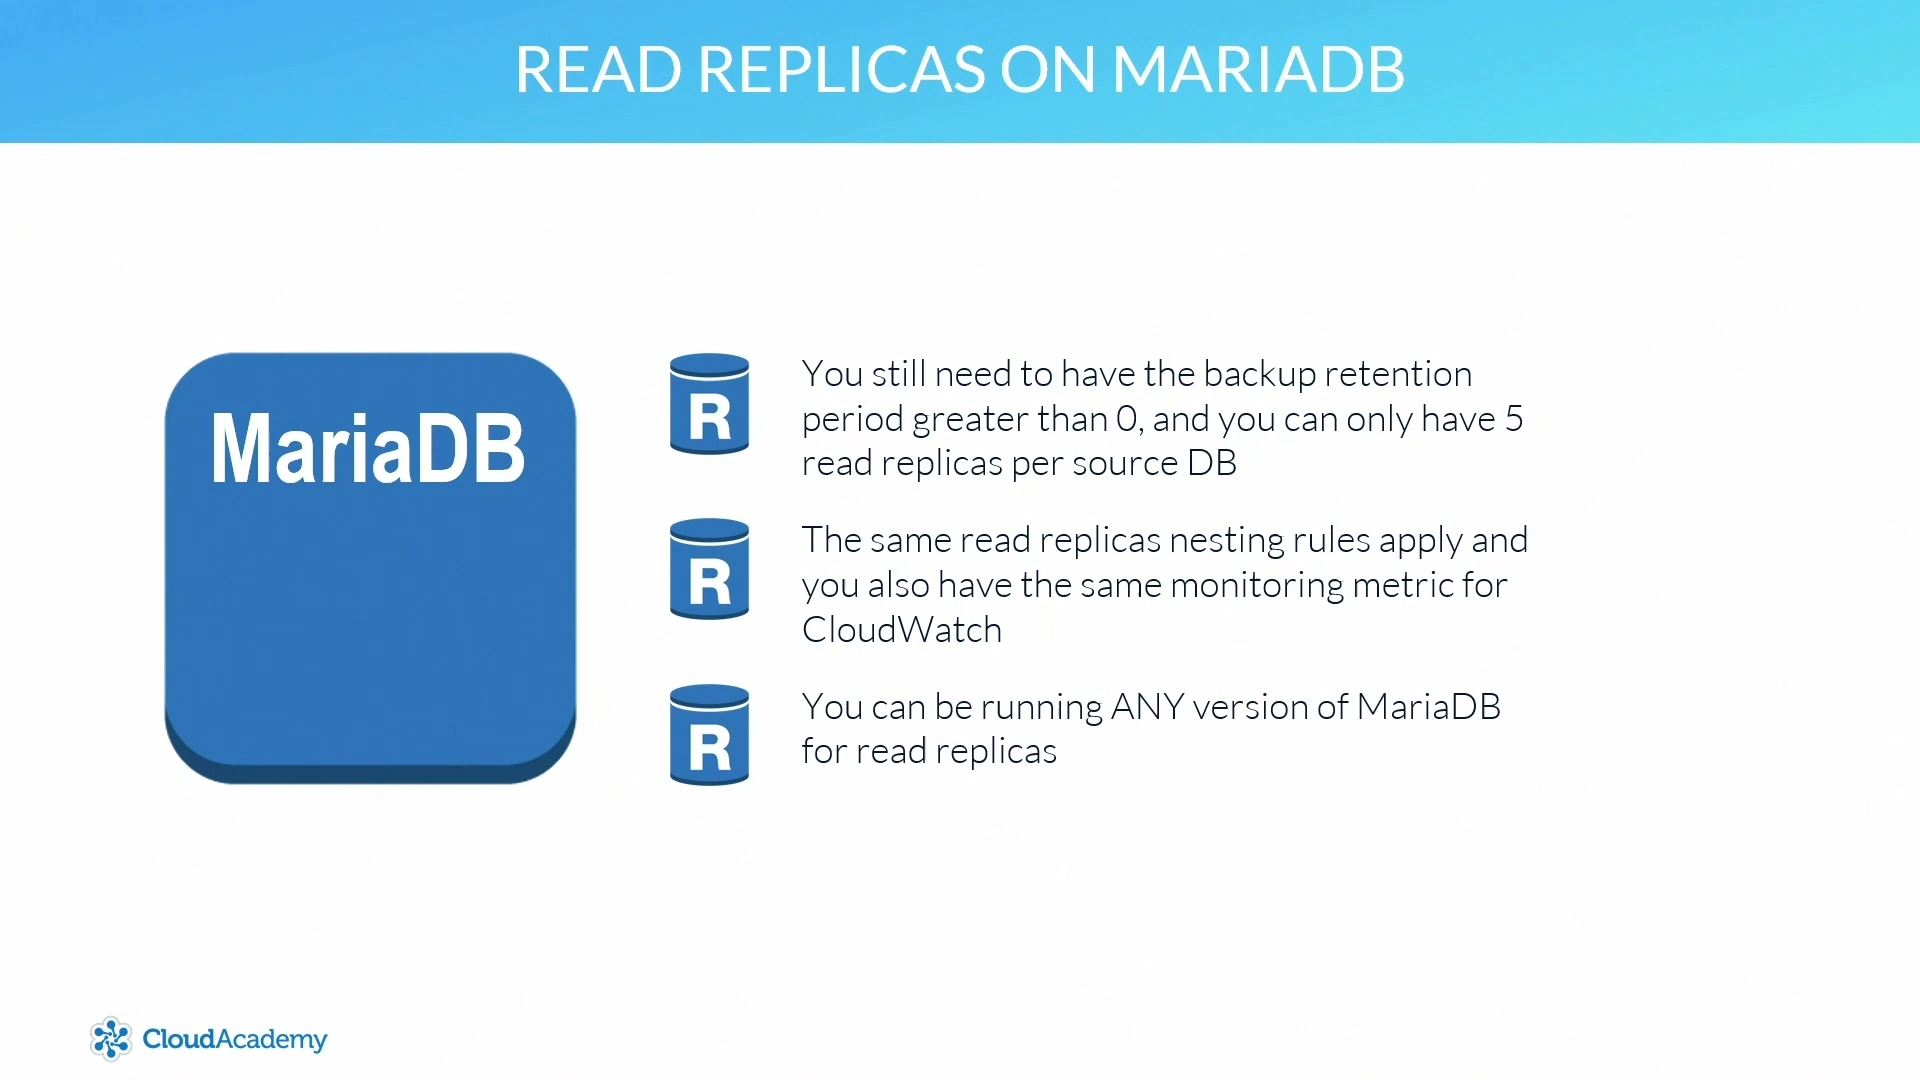 READ REPLICAS ON MARIADB
MariaDB
R
You still need to have the backup retention
period greater than 0, and you can only have 5
read replicas per source DB
R
The same read replicas nesting rules apply and
you also have the same monitoring metric for
CloudWatch
R
You can be running ANY version of MariaDB
for read replicas
CloudAcademy